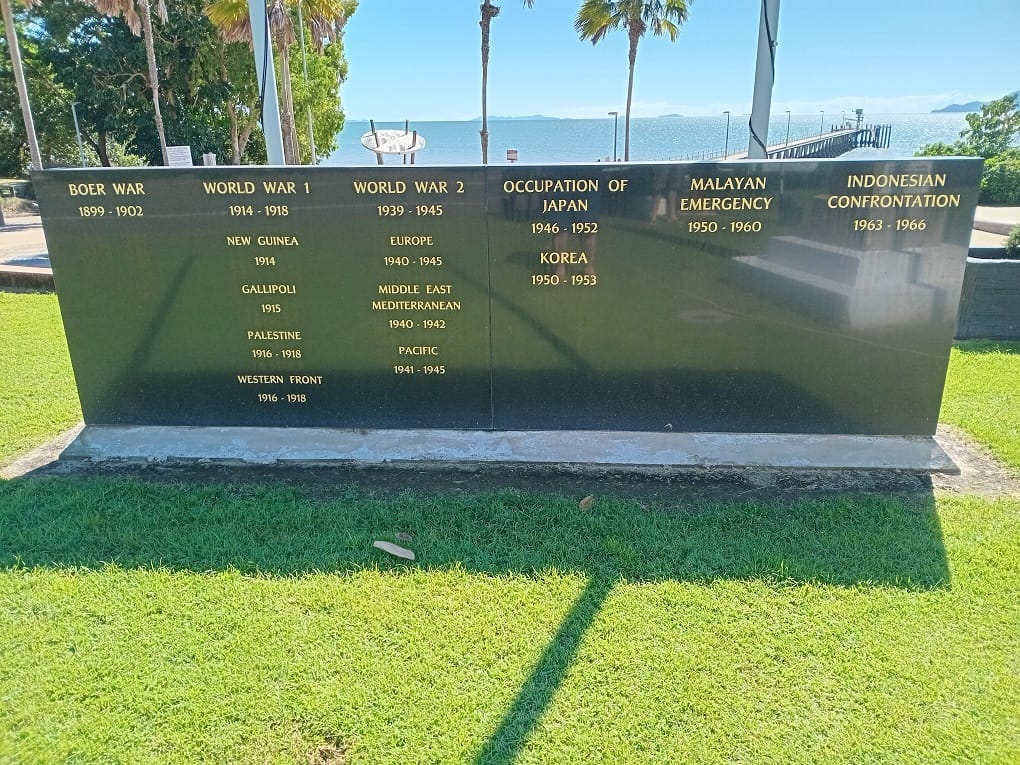 BOER WAR
1899 - 1902
WORLD WAR 1
1914 - 1918
NEW GUINEA
1914
GALLIPOLI
1915
PALESTINE
1916 - 1918
WESTERN FRONT
1916 - 1918
WORLD WAR 2
1939 - 1945
EUROPE
1940 - 1945
MIDDLE EAST
MEDITERRANEAN
1940 - 1942
PACIFIC
1941 - 1945
OCCUPATION OF
JAPAN
1946 - 1952
KOREA
1950 - 1953
MALAYAN
EMERGENCY
1950 - 1960
INDONESIAN
CONFRONTATION
1963 - 1966